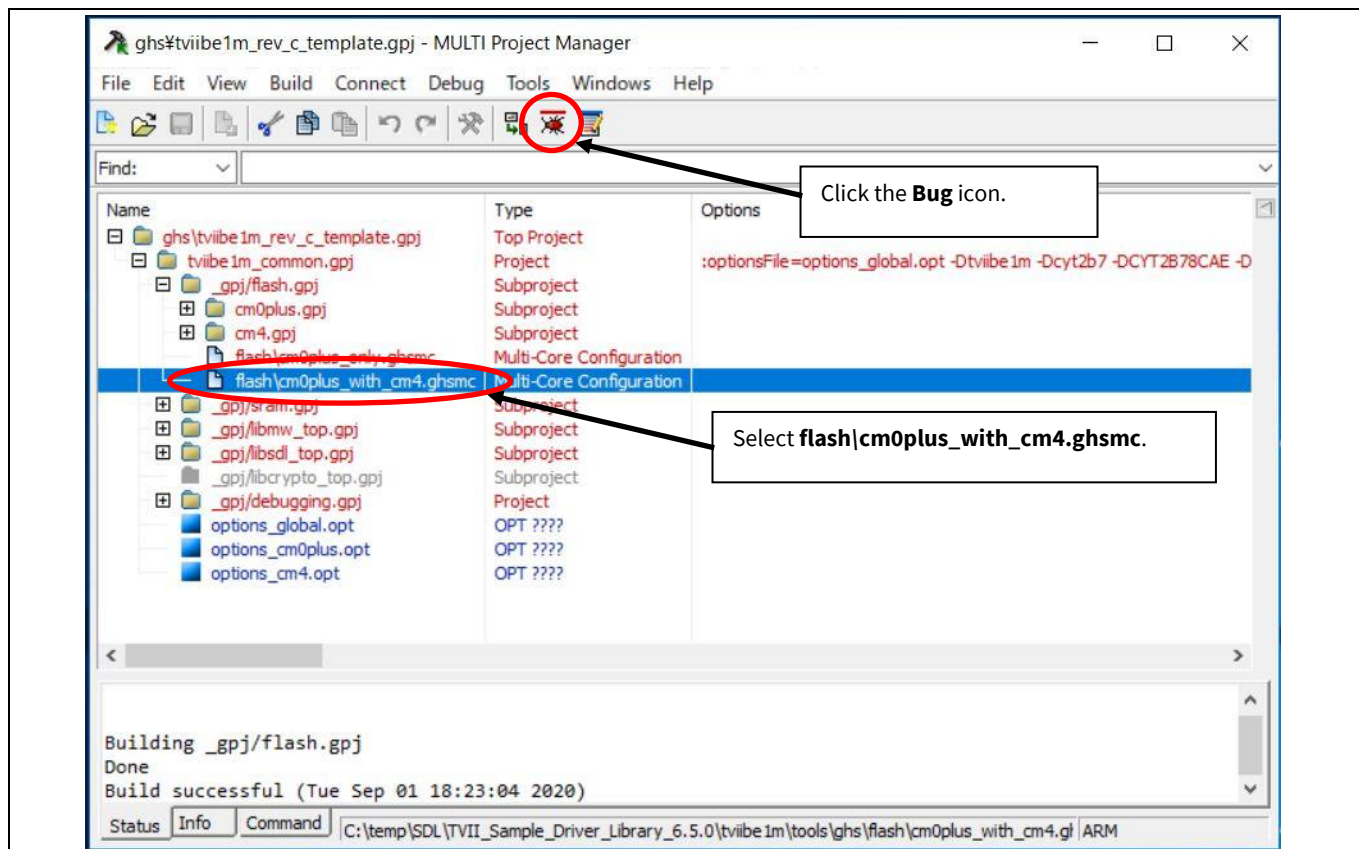 ghs¥tviibe1m_rev_c_template.gpj - MULTI Project Manager
File Edit View Build Connect Debug Tools Windows Help
Find:
Click the Bug icon.
Name Type Options
ghs\tviibe1m_rev_c_template.gpj Top Project
tviibe1m_common.gpj Project :optionsFile=options_global.opt -Dtviibe1m -Dcyt2b7 -DCYT2B78CAE -D
_gpj/flash.gpj Subproject
cm0plus.gpj Subproject
cm4.gpj Subproject
flash\cm0plus_only.ghsmc Multi-Core Configuration
flash\cm0plus_with_cm4.ghsmc Multi-Core Configuration
_gpj/sram.gpj Subproject
_gpj/libmw_top.gpj Subproject
_gpj/libsdl_top.gpj Subproject
_gpj/libcrypto_top.gpj Subproject
_gpj/debugging.gpj Project
options_global.opt OPT ????
options_cm0plus.opt OPT ????
options_cm4.opt OPT ????
Select flash\cm0plus_with_cm4.ghsmc.
Building _gpj/flash.gpj
Done
Build successful (Tue Sep 01 18:23:04 2020)
Status Info Command C:\temp\SDL\TVII_Sample_Driver_Library_6.5.0\tviibe1m\tools\ghs\flash\cm0plus_with_cm4.gl ARM